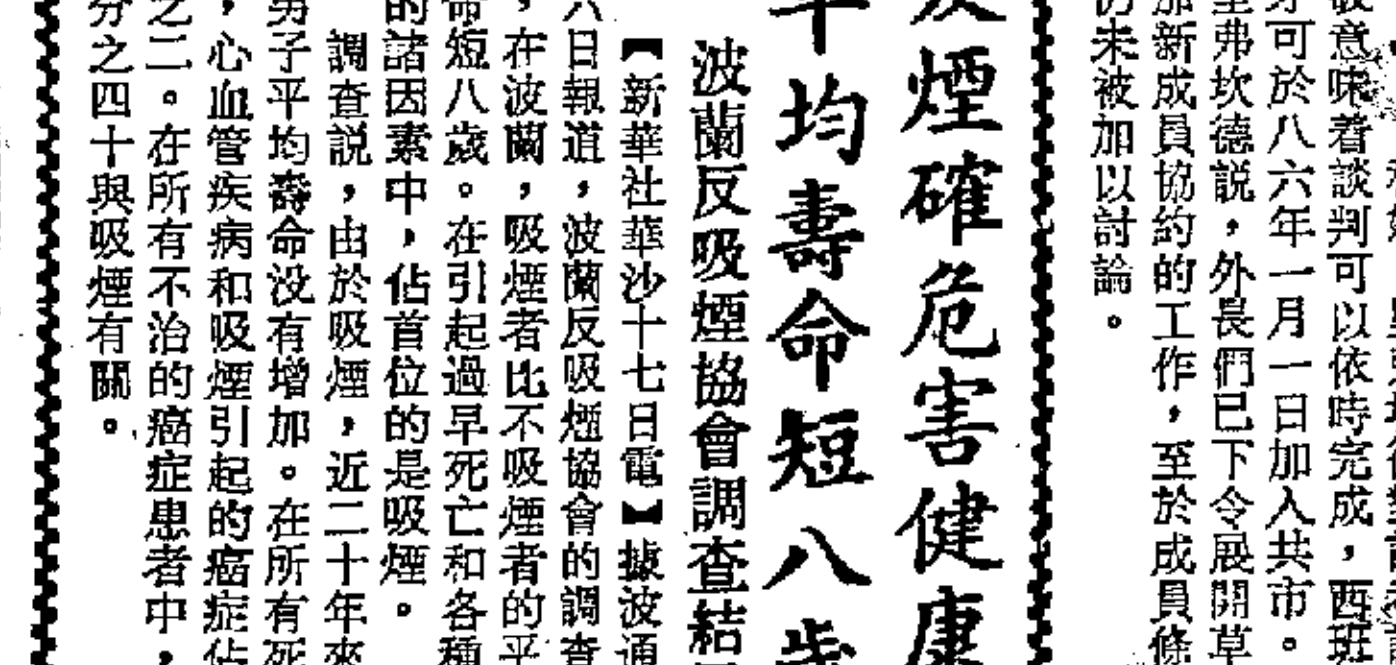 意味着談判可以依時完成，西班
可於八六年一月一日加入共市。
弗坎德説，外長們已下令展開草
新成員協約的工作，至於成員條
未被加以討論。
煙確危害健康
平均壽命短八歲
波蘭反吸煙協會調查結
【新華社華沙十七日電】據波通
日報道，波蘭反吸煙協會的調查
，在波蘭，吸煙者比不吸煙者的平
命短八歲。在引起過早死亡和各種
的諸因素中，佔首位的是吸煙。
調查説，由於吸煙，近二十年來
男子平均壽命没有增加。在所有死
，心血管疾病和吸煙引起的癌症佔
之二。在所有不治的癌症患者中，
分之四十與吸煙有關。